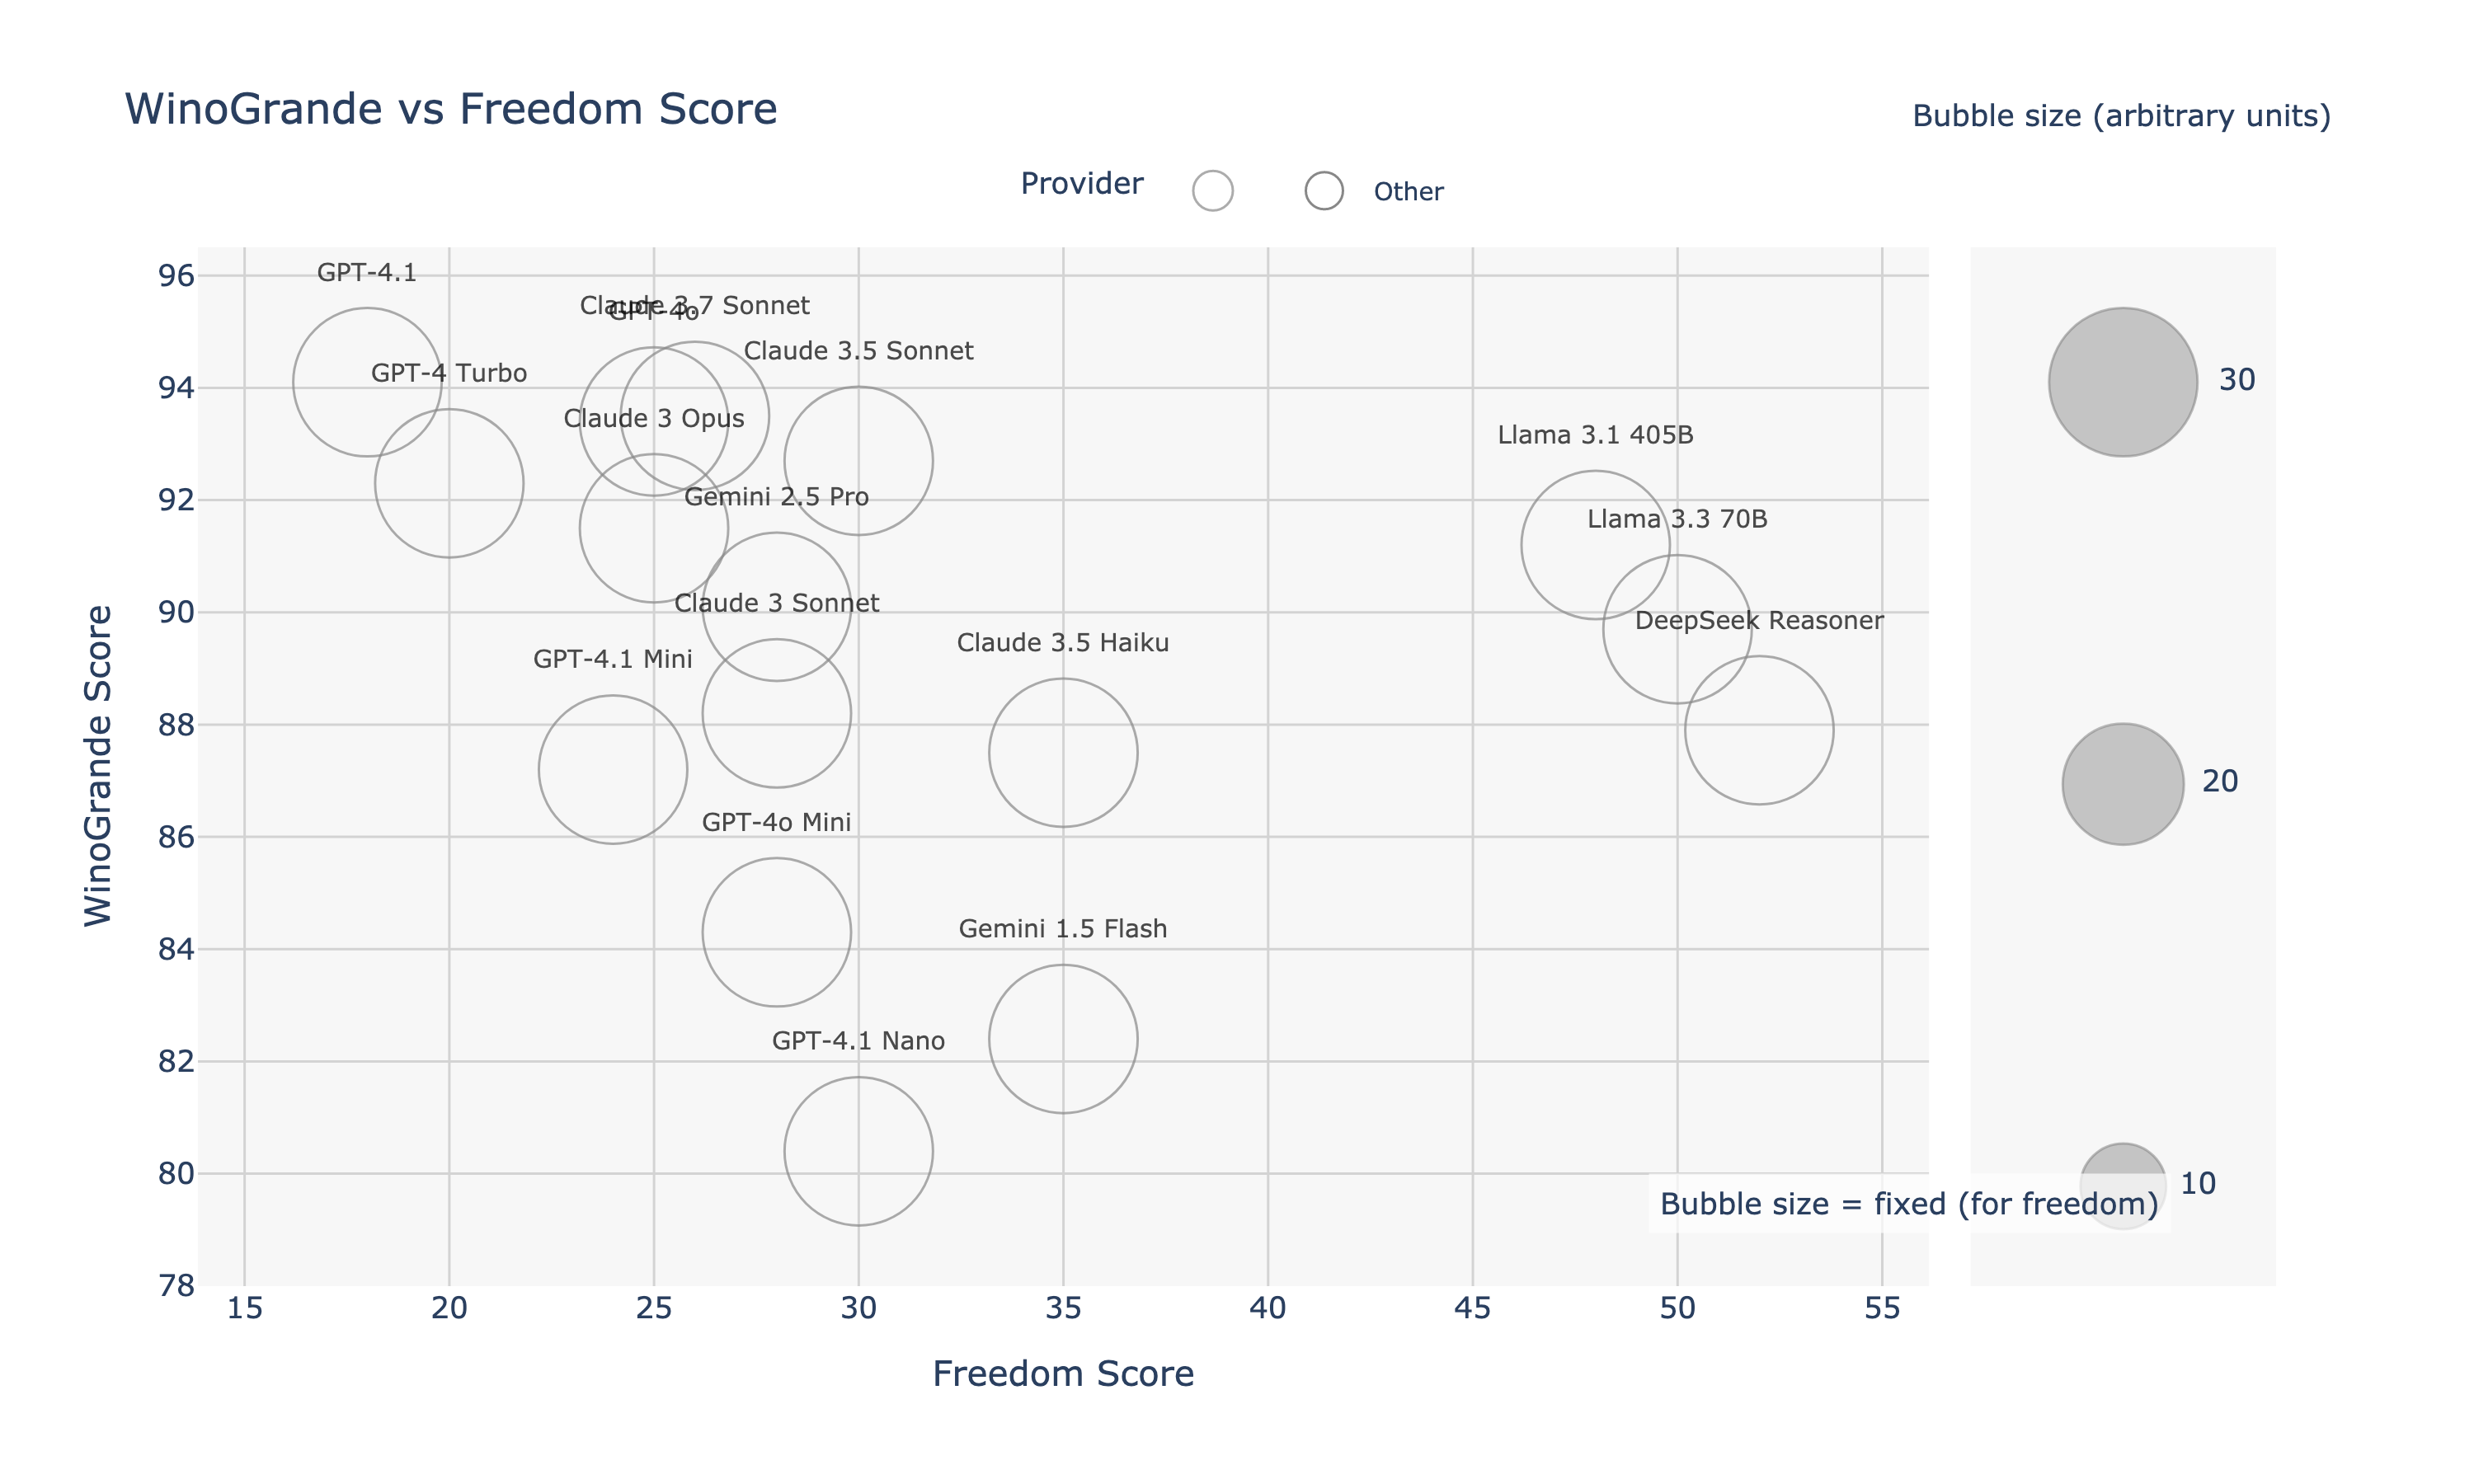 WinoGrande vs Freedom Score
Bubble size (arbitrary units)
Provider
Other
WinoGrande Score
96
94
92
90
88
86
84
82
80
78
GPT-4.1
Claude 3.7 Sonnet
GPT-4o
Claude 3.5 Sonnet
GPT-4 Turbo
Claude 3 Opus
Llama 3.1 405B
Gemini 2.5 Pro
Llama 3.3 70B
Claude 3 Sonnet
DeepSeek Reasoner
Claude 3.5 Haiku
GPT-4.1 Mini
GPT-4o Mini
Gemini 1.5 Flash
GPT-4.1 Nano
30
20
10
Bubble size = fixed (for freedom)
15
20
25
30
35
40
45
50
55
Freedom Score